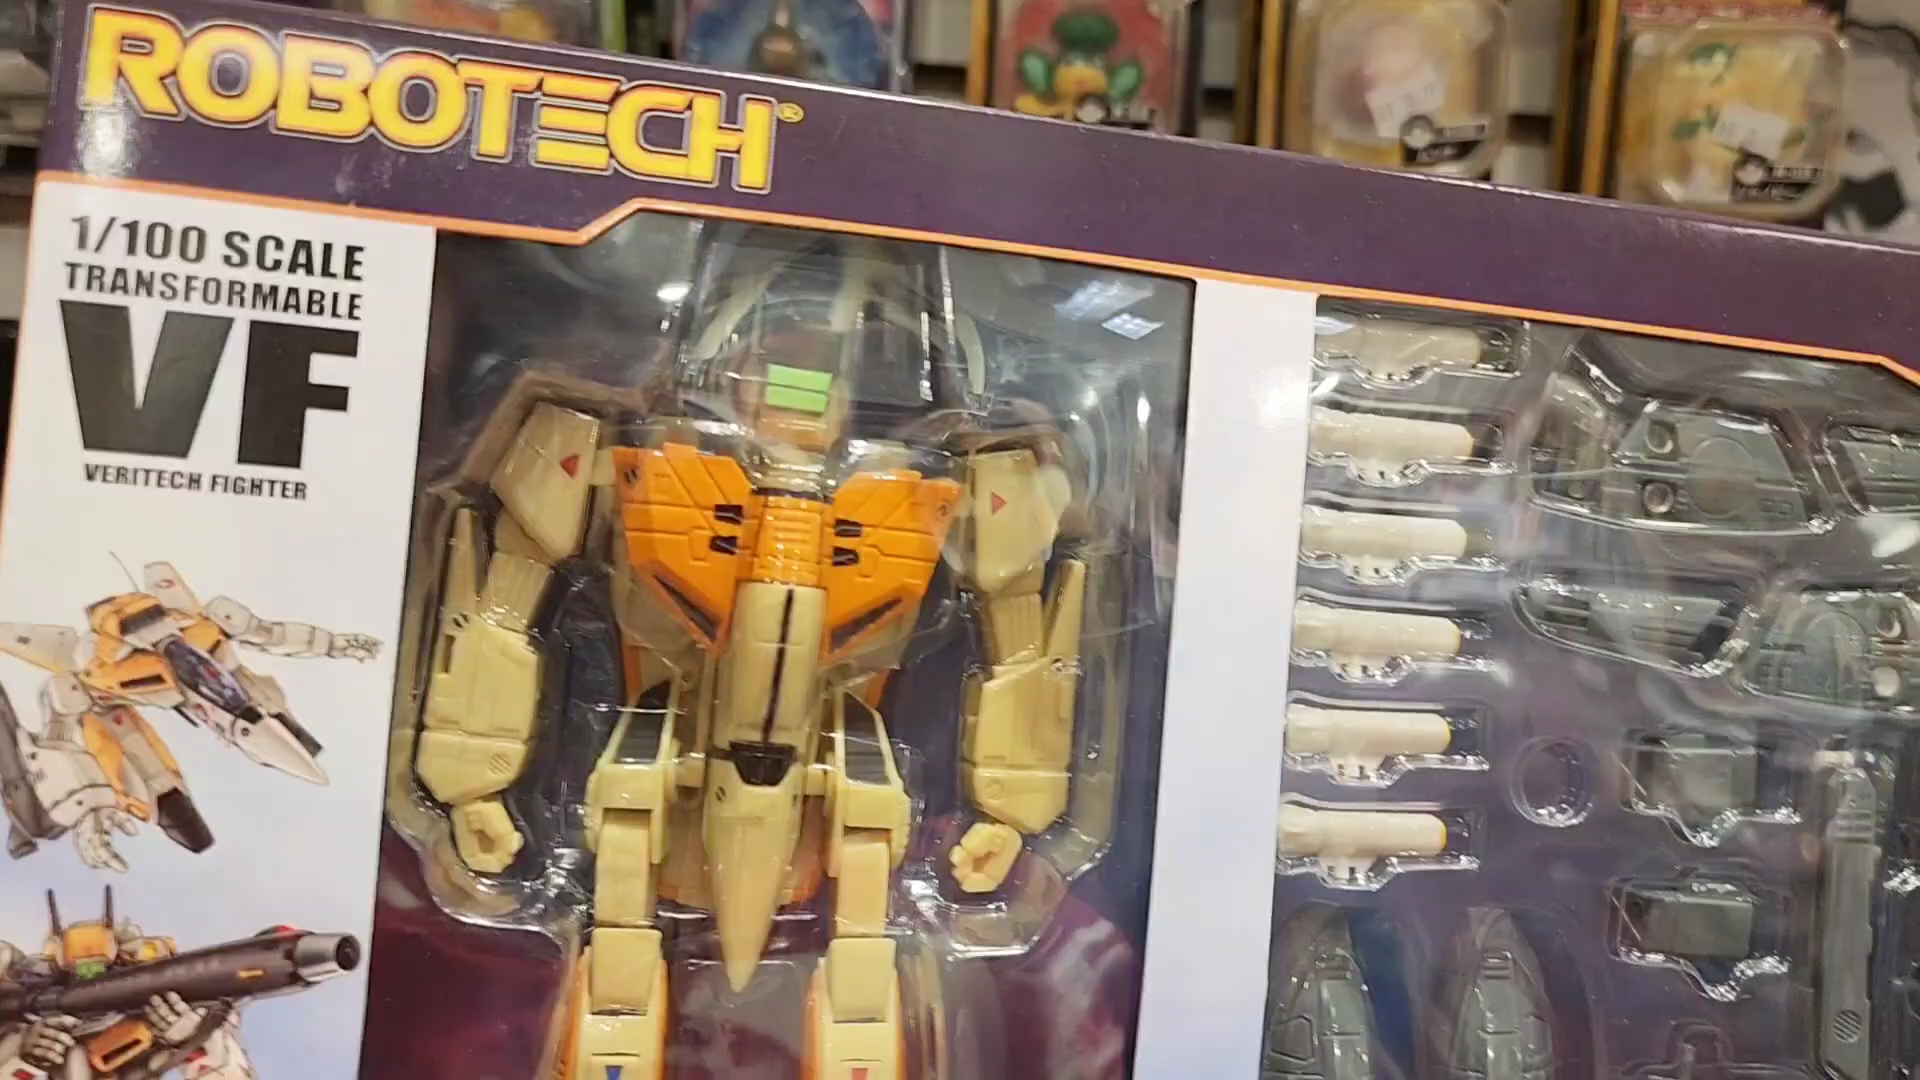 ROBOTECH®
1/100 SCALE
TRANSFORMABLE
VF
VERITECH FIGHTER